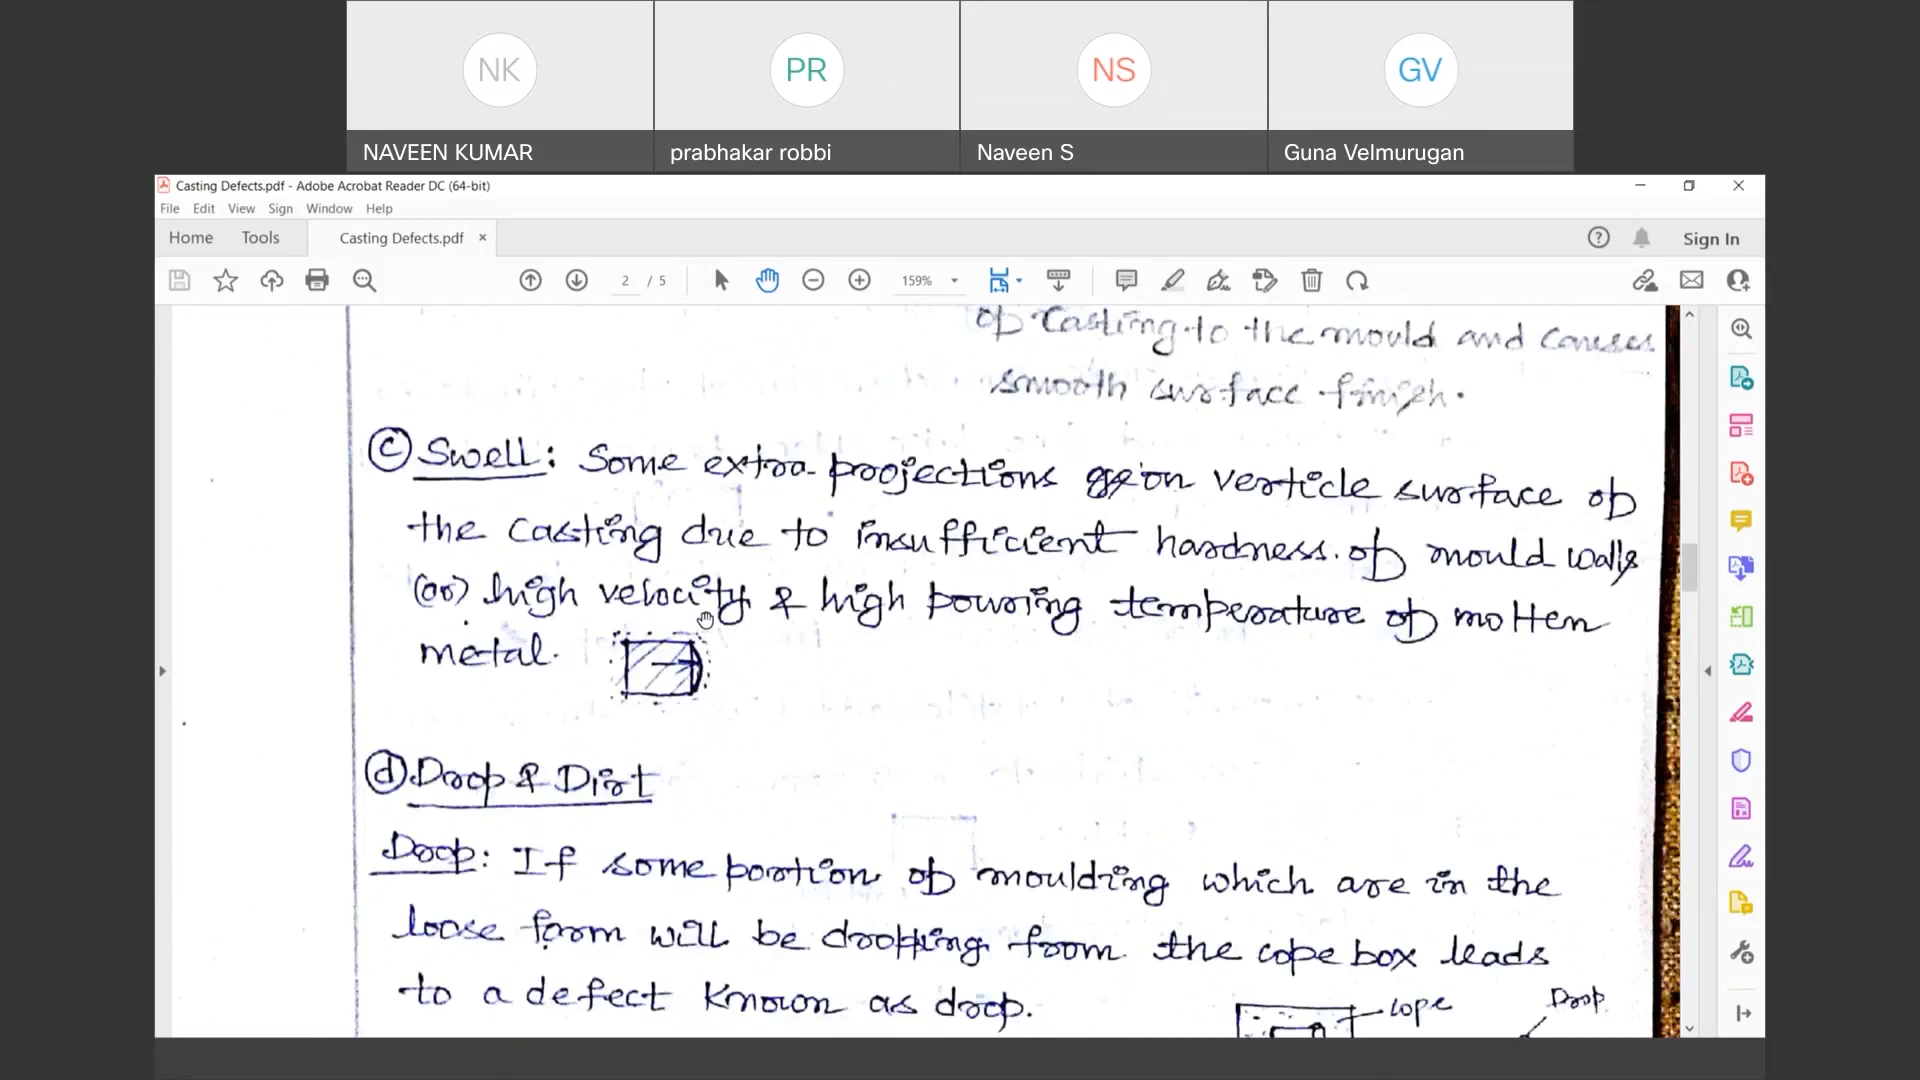 NK
PR
NS
GV
NAVEEN KUMAR
prabhakar robbi
Naveen S
Guna Velmurugan
Casting Defects.pdf - Adobe Acrobat Reader DC (64-bit)
File Edit View Sign Window Help
Home Tools Casting Defects.pdf × Sign In
2 / 5 159%
of Casting to the mould and causes
smooth surface finish.
(c) Swell: Some extra projections on verticle surface of
the casting due to insufficient hardness of mould walls
(or) high velocity & high pouring temperature of molten
metal.
(d) Drop & Dirt
Drop: If some portion of moulding which are in the
loose form will be dropping from the cope box leads
to a defect known as drop.
cope
Drop